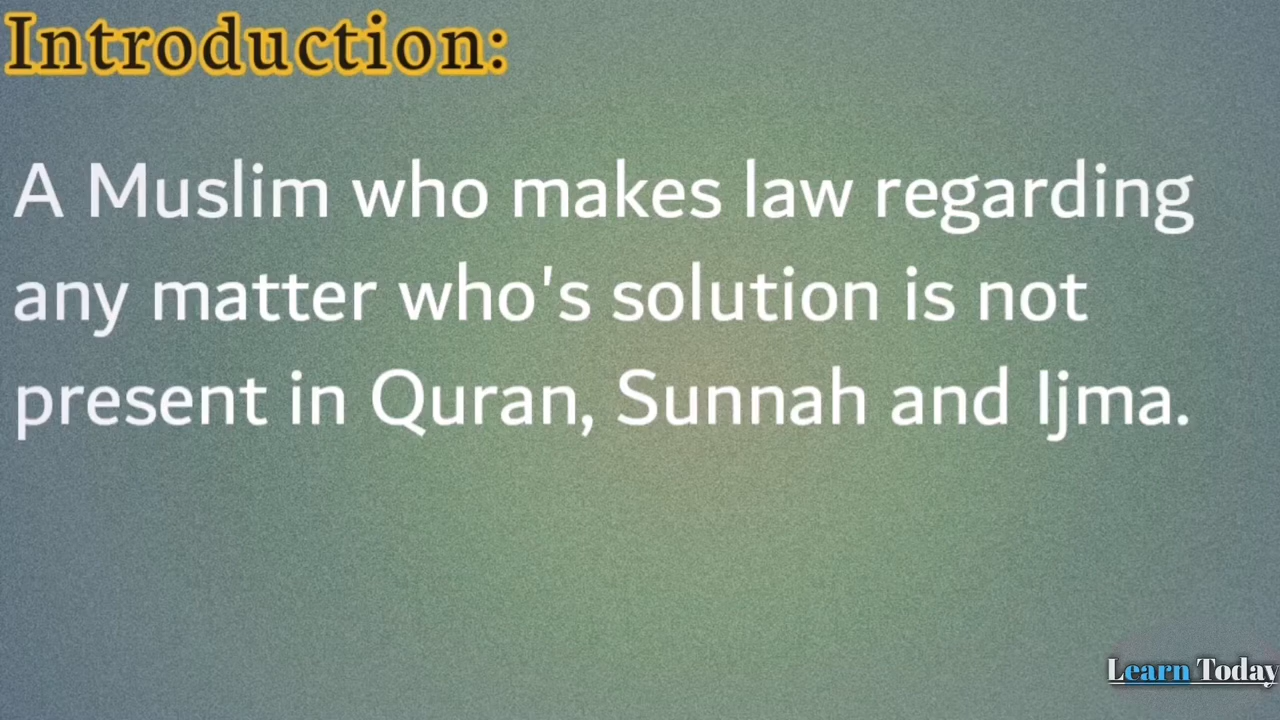 Introduction:
A Muslim who makes law regarding
any matter who's solution is not
present in Quran, Sunnah and Ijma.
Learn Today